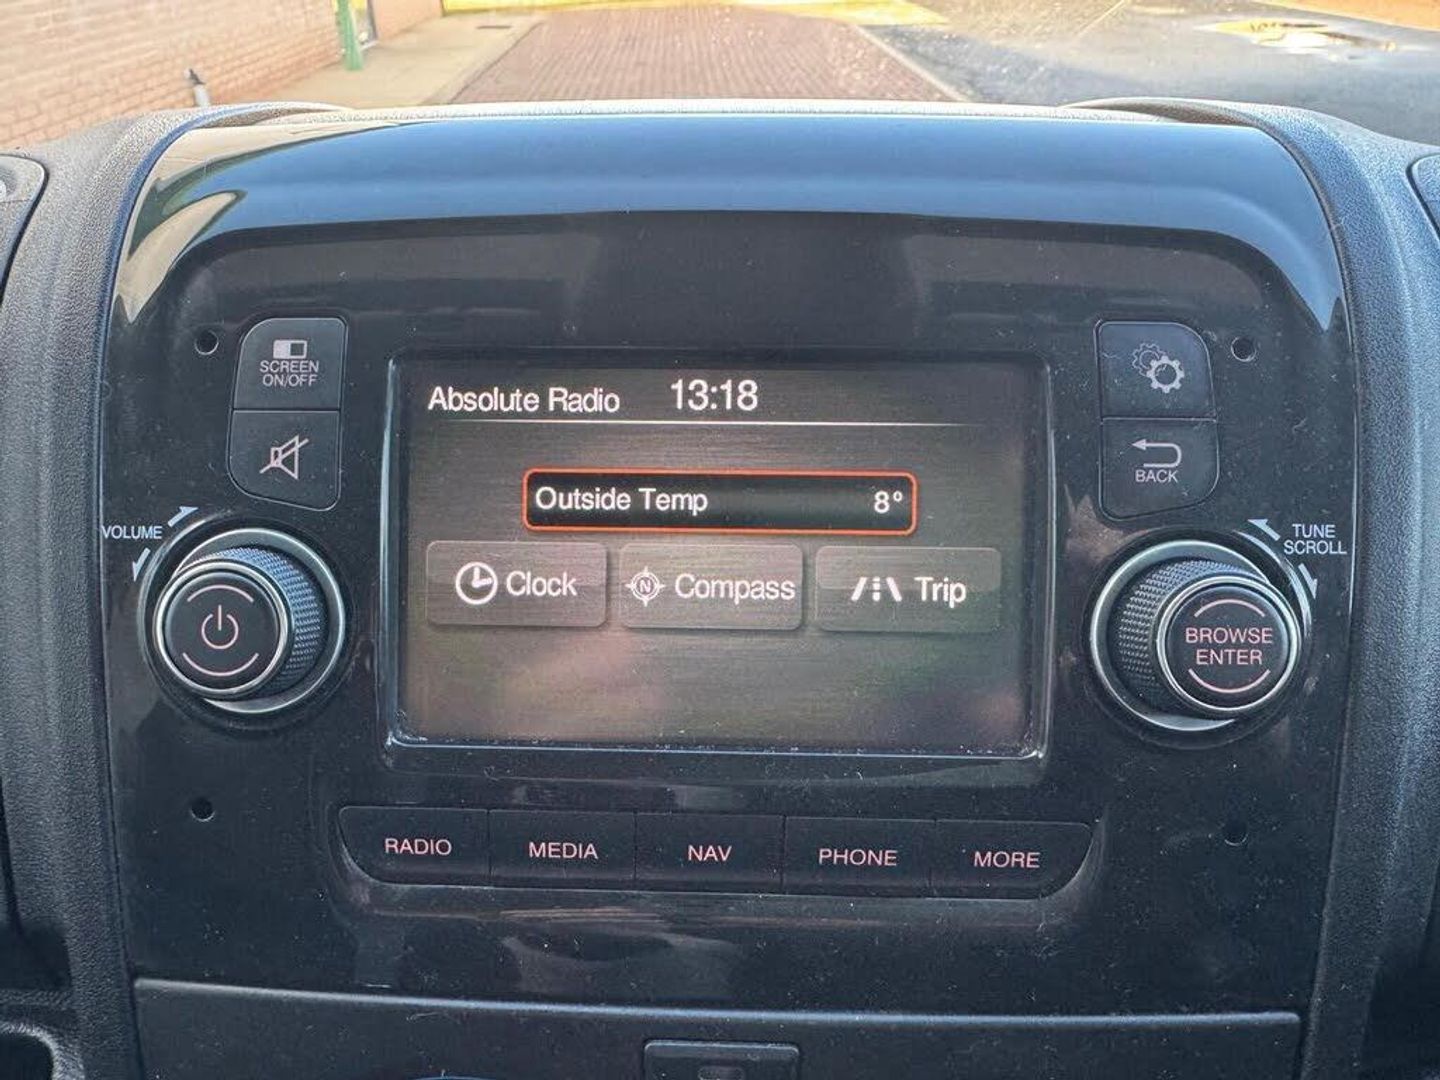 SCREEN
ON/OFF
Absolute Radio 13:18
Outside Temp 8°
BACK
VOLUME
TUNE
SCROLL
Clock
N Compass
Trip
BROWSE
ENTER
RADIO
MEDIA
NAV
PHONE
MORE